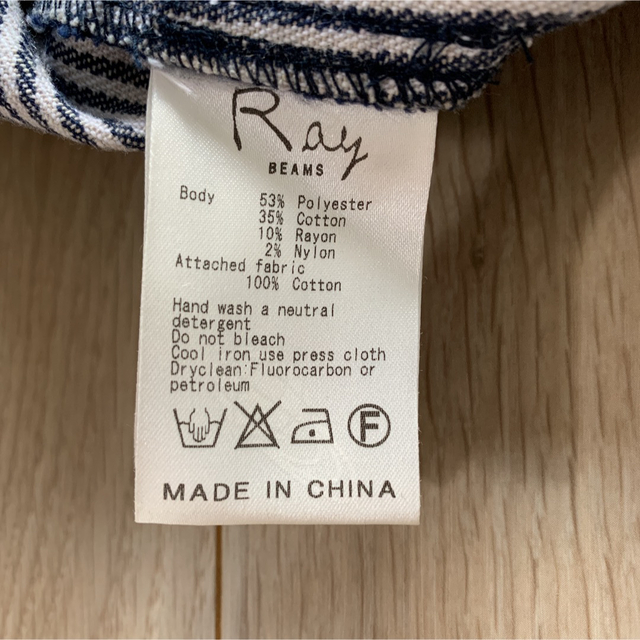 Ray
BEAMS
Body 53% Polyester
35% Cotton
10% Rayon
2% Nylon
Attached fabric
100% Cotton
Hand wash a neutral
detergent
Do not bleach
Cool iron use press cloth
Dryclean:Fluorocarbon or
petroleum
F
MADE IN CHINA